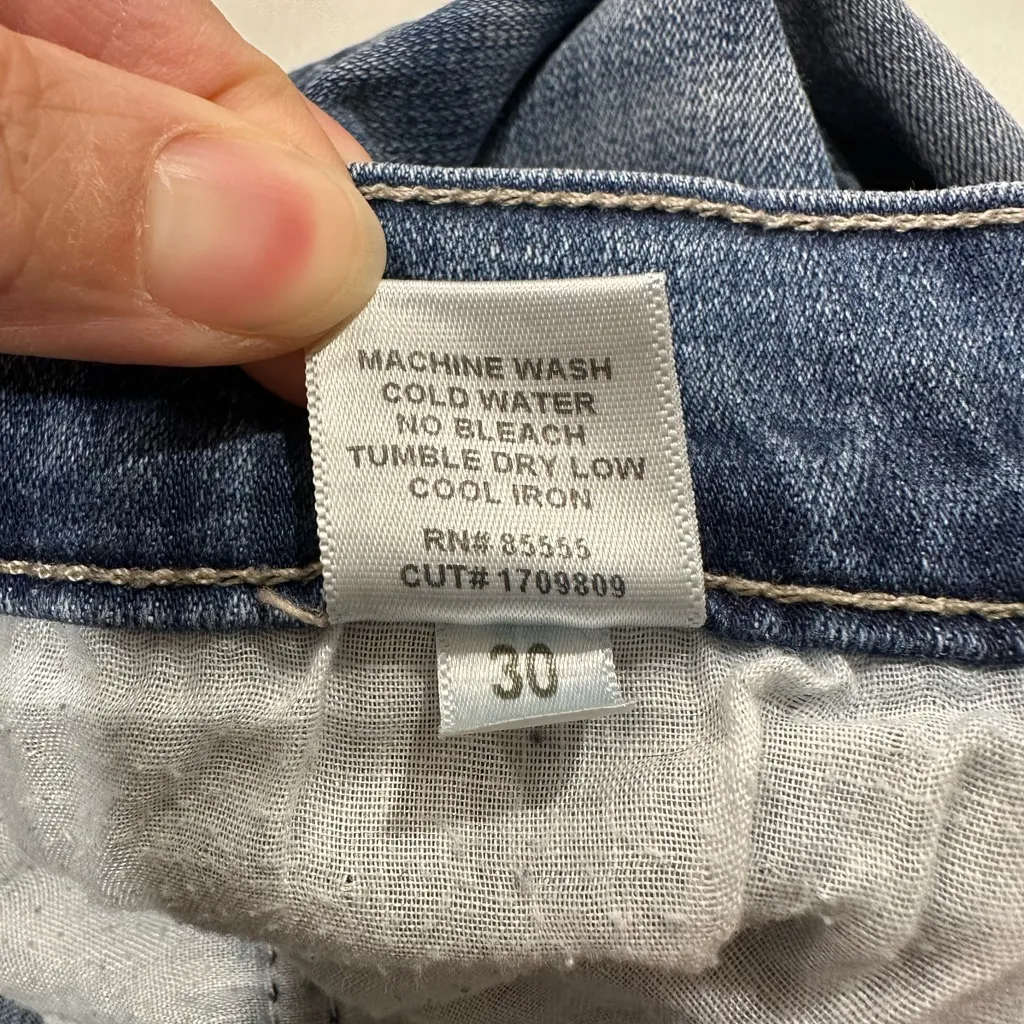 MACHINE WASH
COLD WATER
NO BLEACH
TUMBLE DRY LOW
COOL IRON
RN# 85555
CUT# 1709809
30